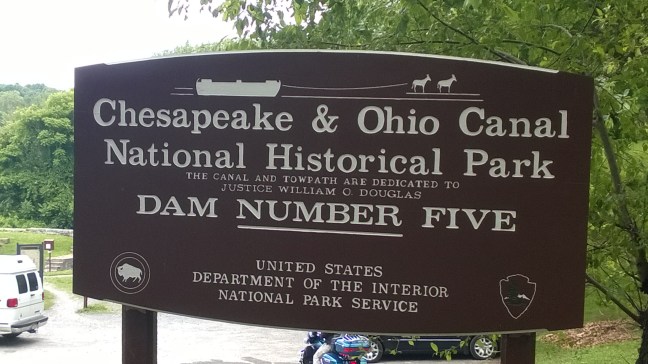 Chesapeake & Ohio Canal
National Historical Park
THE CANAL AND TOWPATH ARE DEDICATED TO
JUSTICE WILLIAM O. DOUGLAS
DAM NUMBER FIVE
UNITED STATES
DEPARTMENT OF THE INTERIOR
NATIONAL PARK SERVICE